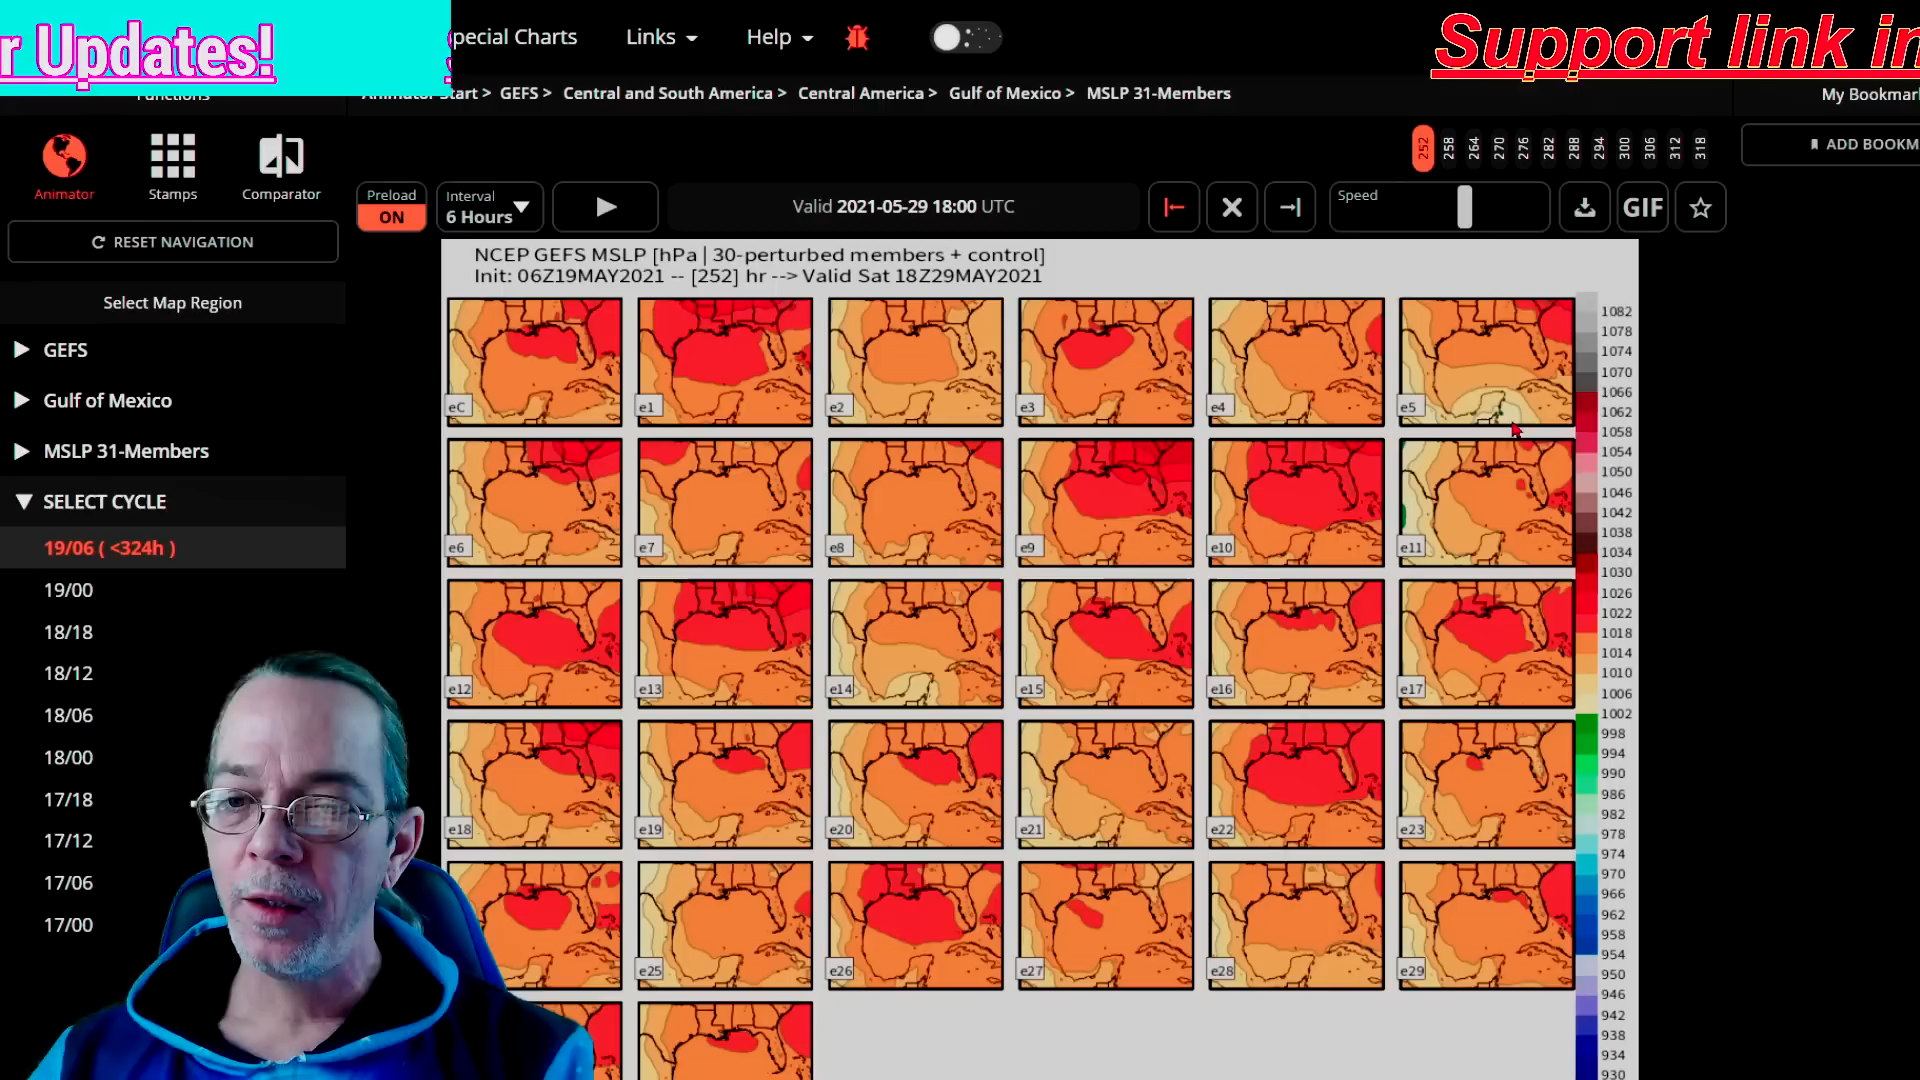 r Updates!
pecial Charts
Links
Help
Support link in
Start > GEFS > Central and South America > Central America > Gulf of Mexico > MSLP 31-Members
My Bookmar
Animator
Stamps
Comparator
252 258 264 270 276 282 288 294 300 306 312 318
ADD BOOKM
Preload
ON
Interval
6 Hours
Valid 2021-05-29 18:00 UTC
Speed
GIF
RESET NAVIGATION
Select Map Region
GEFS
Gulf of Mexico
MSLP 31-Members
SELECT CYCLE
19/06 ( <324h )
19/00
18/18
18/12
18/06
18/00
17/18
17/12
17/06
17/00
NCEP GEFS MSLP [hPa | 30-perturbed members + control]
Init: 06Z19MAY2021 -- [252] hr --> Valid Sat 18Z29MAY2021
eC e1 e2 e3 e4 e5
e6 e7 e8 e9 e10 e11
e12 e13 e14 e15 e16 e17
e18 e19 e20 e21 e22 e23
e25 e26 e27 e28 e29
1082
1078
1074
1070
1066
1062
1058
1054
1050
1046
1042
1038
1034
1030
1026
1022
1018
1014
1010
1006
1002
998
994
990
986
982
978
974
970
966
962
958
954
950
946
942
938
934
930